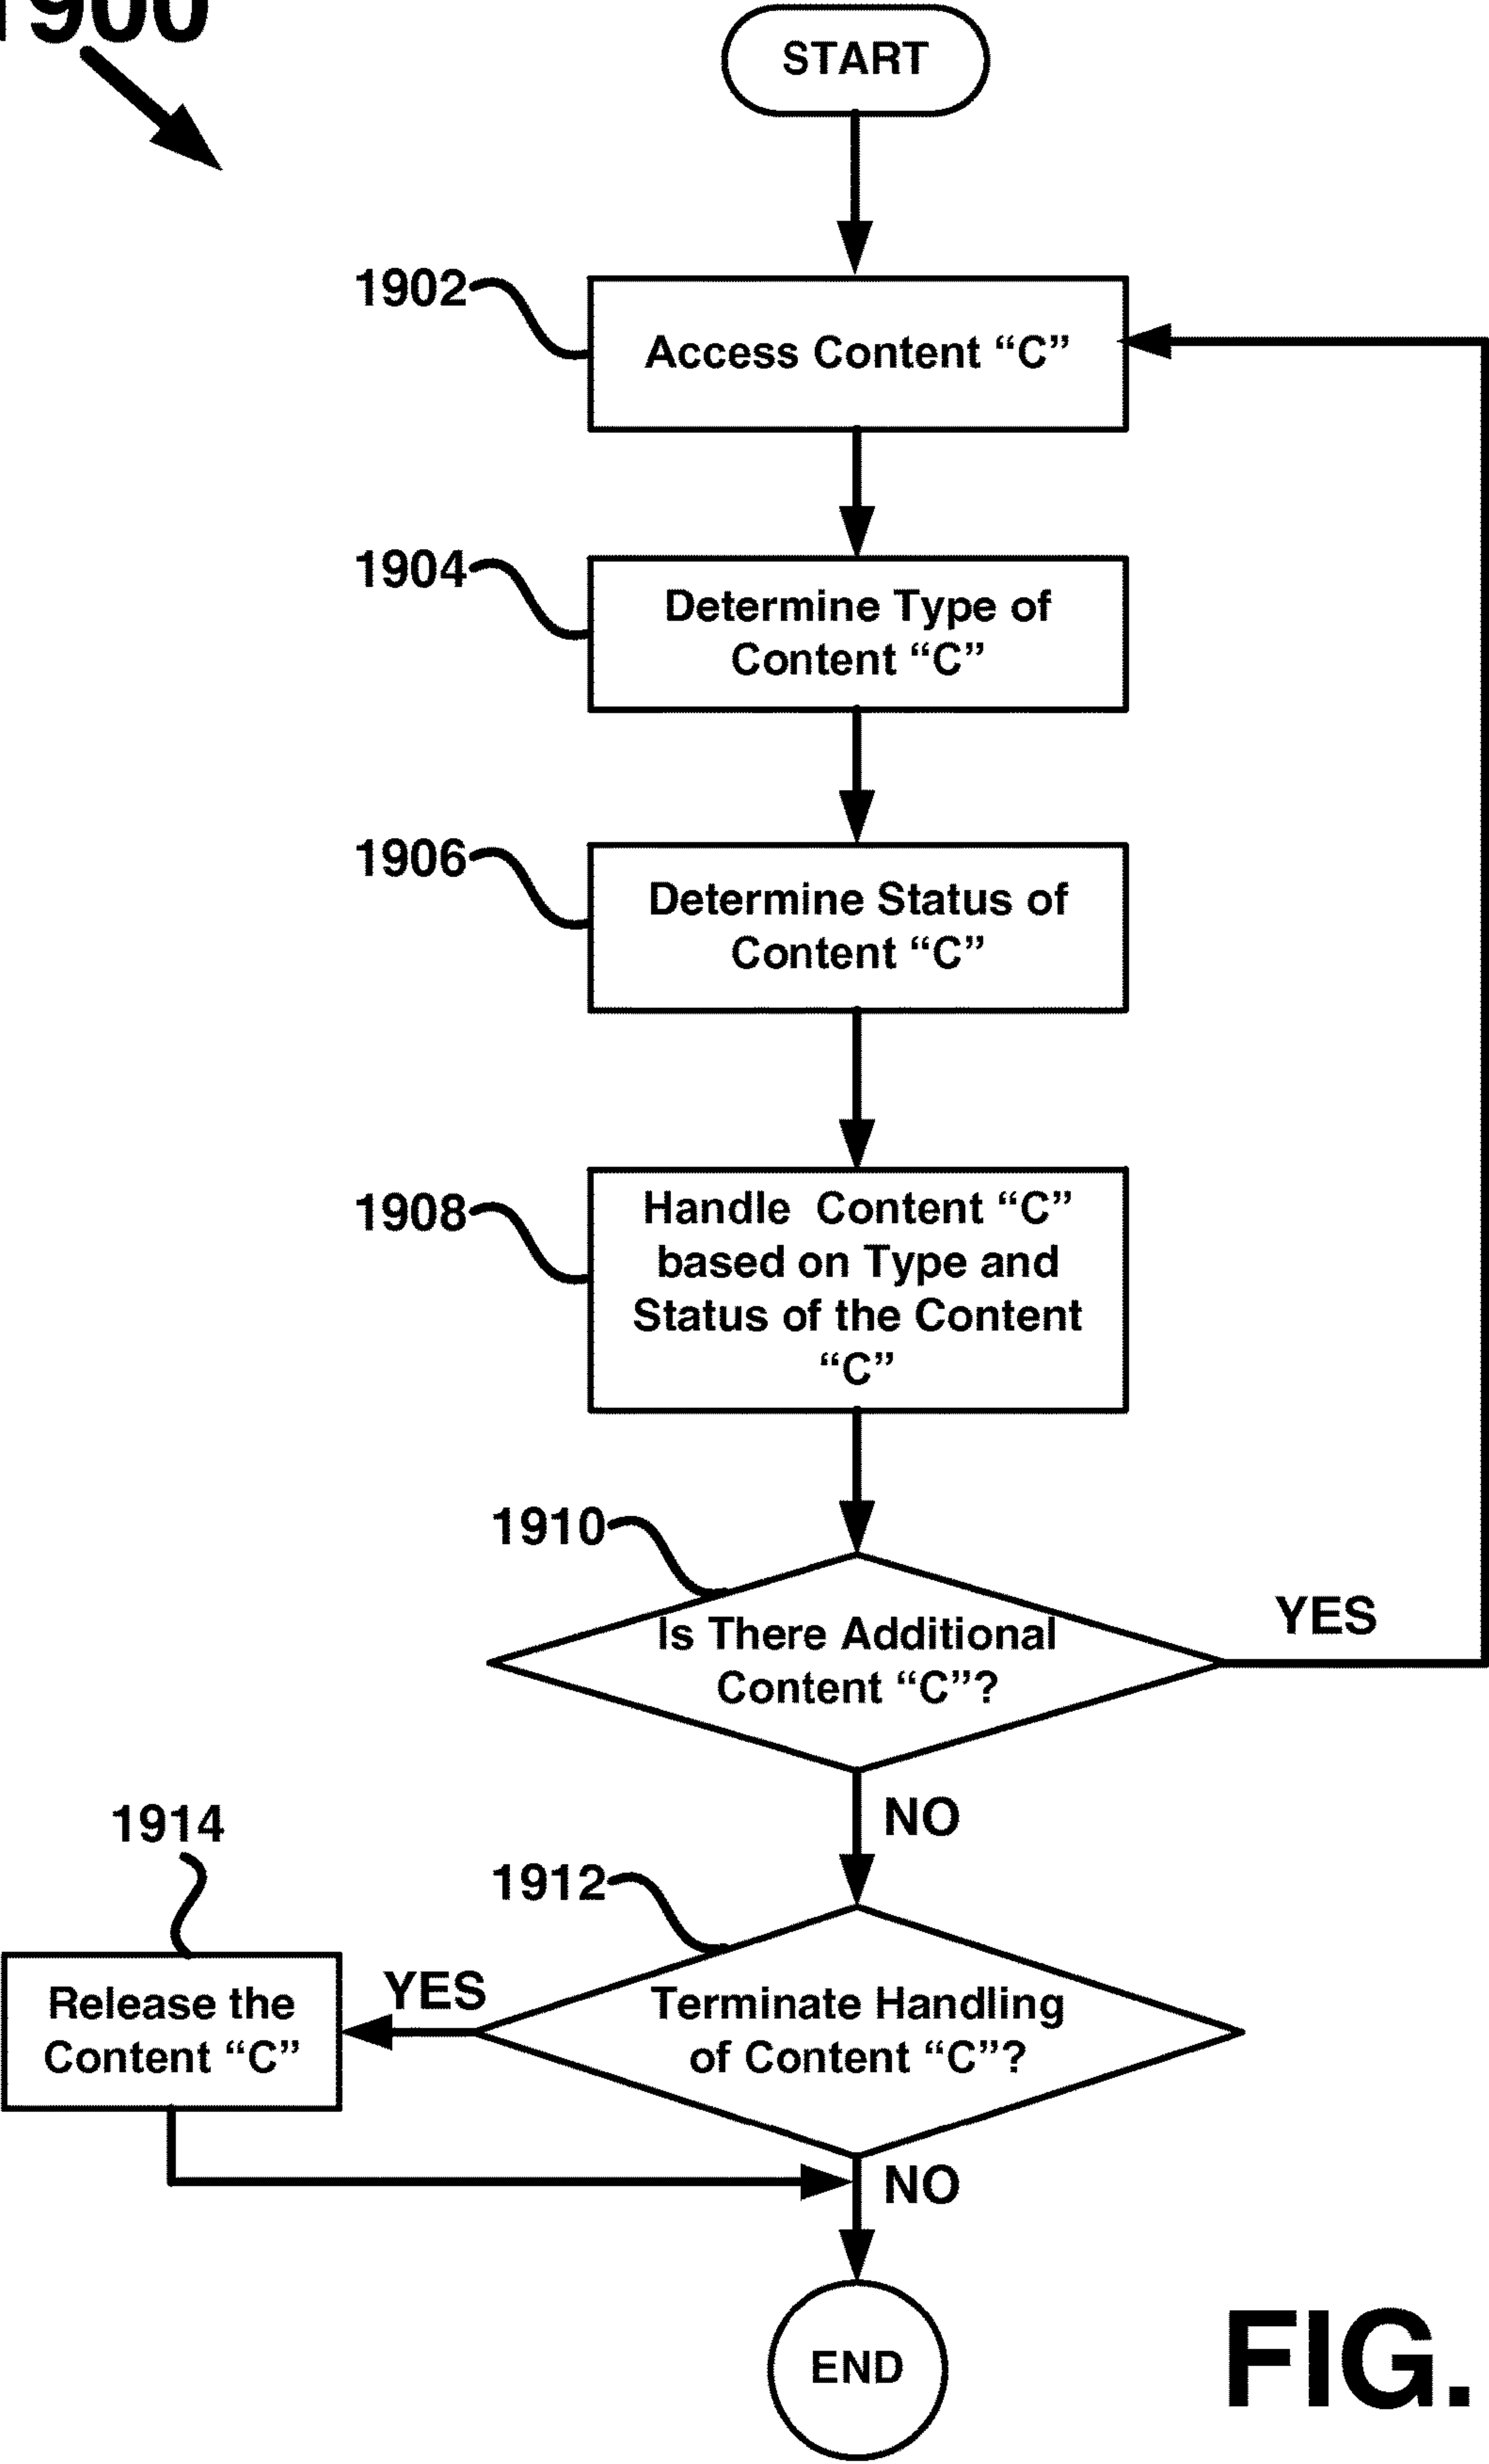 1900
START
1902
Access Content “C”
1904
Determine Type of
Content “C”
1906
Determine Status of
Content “C”
1908
Handle Content “C”
based on Type and
Status of the Content
“C”
1910
Is There Additional
Content “C”?
YES
NO
1914
1912
Release the
Content “C”
YES
Terminate Handling
of Content “C”?
NO
END
FIG.